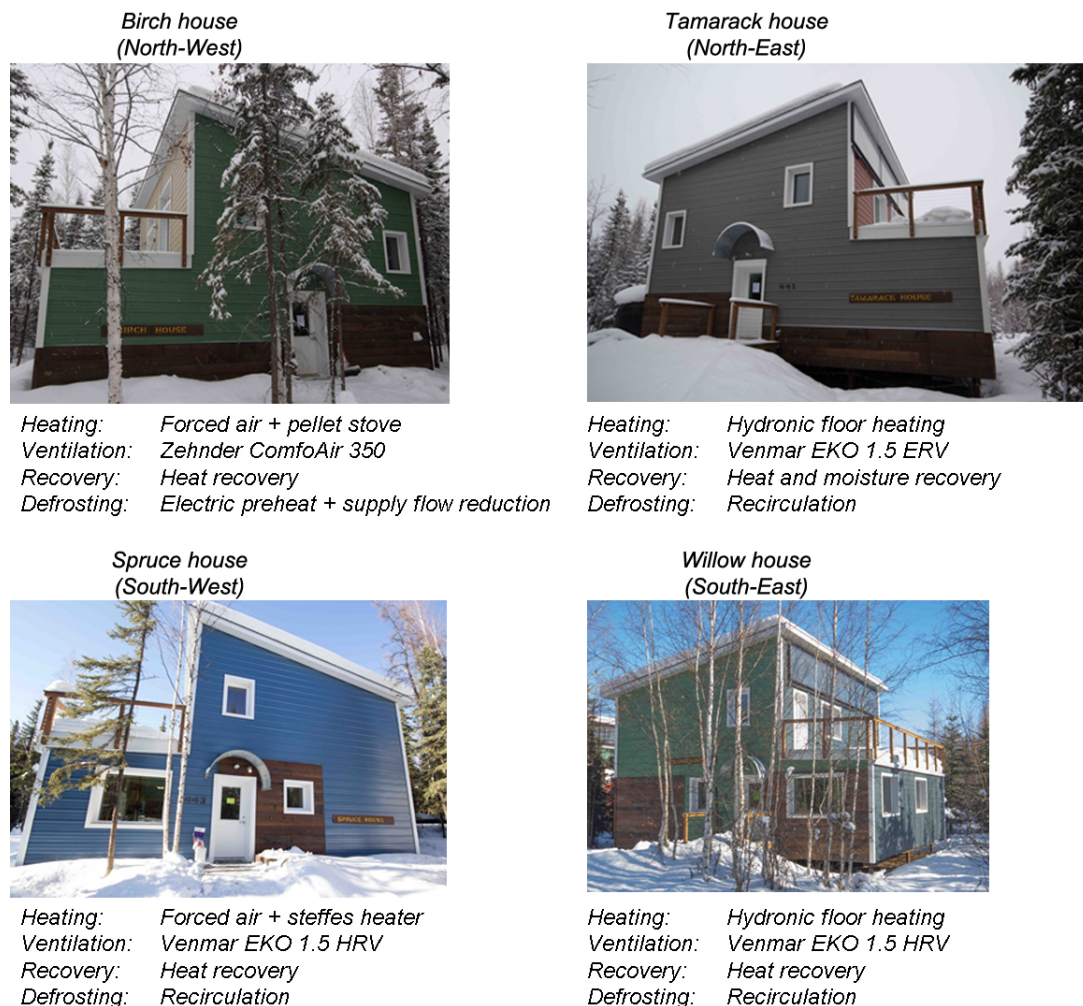 Birch house
(North-West)
Tamarack house
(North-East)
BIRCH HOUSE
441
TAMARACK HOUSE
Heating: Forced air + pellet stove
Ventilation: Zehnder ComfoAir 350
Recovery: Heat recovery
Defrosting: Electric preheat + supply flow reduction
Heating: Hydronic floor heating
Ventilation: Venmar EKO 1.5 ERV
Recovery: Heat and moisture recovery
Defrosting: Recirculation
Spruce house
(South-West)
Willow house
(South-East)
SPRUCE HOUSE
Heating: Forced air + steffes heater
Ventilation: Venmar EKO 1.5 HRV
Recovery: Heat recovery
Defrosting: Recirculation
Heating: Hydronic floor heating
Ventilation: Venmar EKO 1.5 HRV
Recovery: Heat recovery
Defrosting: Recirculation